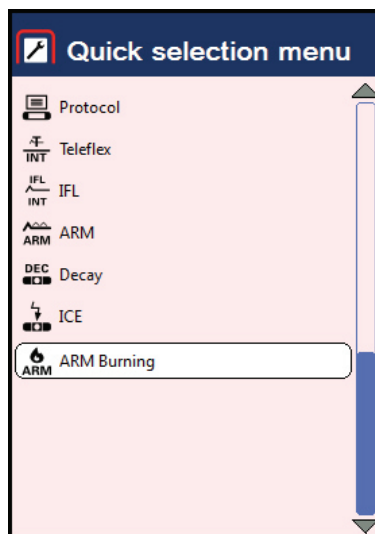 Quick selection menu
Protocol
T
INT
Teleflex
IFL
INT
IFL
ARM
ARM
DEC
Decay
ICE
ARM
ARM Burning